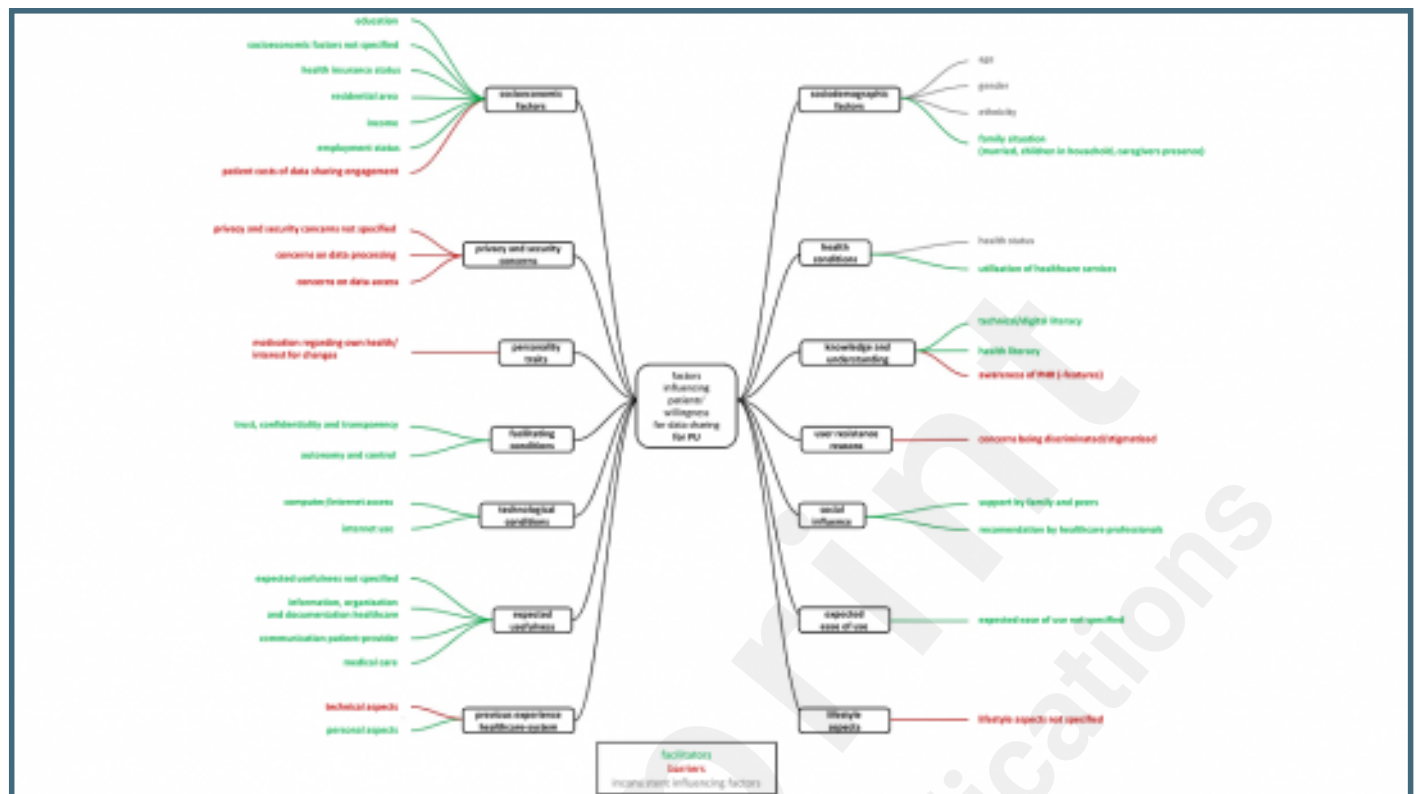 education
socioeconomic factors not specified
health insurance status
residential area
income
employment status
patient costs of data sharing engagement
socioeconomic
factors
privacy and security concerns not specified
concerns on data processing
concerns on data access
privacy and security
concerns
motivation regarding own health/
interest for changes
personality
traits
trust, confidentiality and transparency
autonomy and control
facilitating
conditions
computer/internet access
internet use
technological
conditions
expected usefulness not specified
information, organisation
and documentation healthcare
communication patient-provider
medical care
expected
usefulness
technical aspects
personal aspects
previous experience
healthcare-system
factors
influencing
patients'
willingness
for data sharing
for PU
sociodemographic
factors
age
gender
ethnicity
family situation
(married, children in household, caregivers presence)
health
conditions
health status
utilisation of healthcare services
knowledge and
understanding
technical/digital literacy
health literacy
awareness of PHR (-features)
user resistance
reasons
concerns being discriminated/stigmatised
social
influence
support by family and peers
recommendation by healthcare professionals
expected
ease of use
expected ease of use not specified
lifestyle
aspects
lifestyle aspects not specified
facilitators
barriers
inconsistent influencing factors